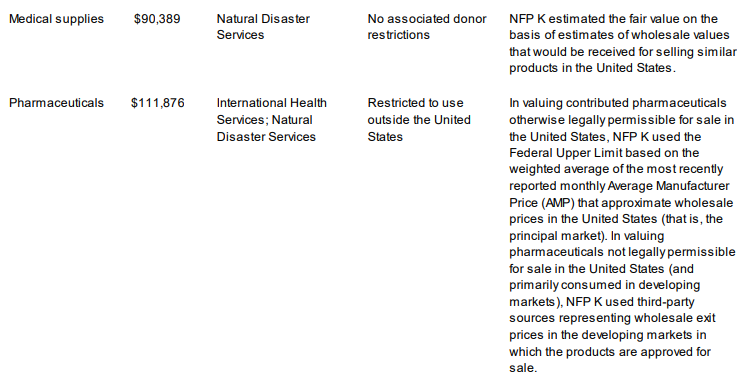 Medical supplies $90,389 Natural Disaster No associated donor NFP K estimated the fair value on the
Services restrictions basis of estimates of wholesale values
that would be received for selling similar
products in the United States.
Pharmaceuticals $111,876 International Health Restricted to use In valuing contributed pharmaceuticals
Services; Natural outside the United otherwise legally permissible for sale in
Disaster Services States the United States, NFP K used the
Federal Upper Limit based on the
weighted average of the most recently
reported monthly Average Manufacturer
Price (AMP) that approximate wholesale
prices in the United States (that is, the
principal market). In valuing
pharmaceuticals not legally permissible
for sale in the United States (and
primarily consumed in developing
markets), NFP K used third-party
sources representing wholesale exit
prices in the developing markets in
which the products are approved for
sale.